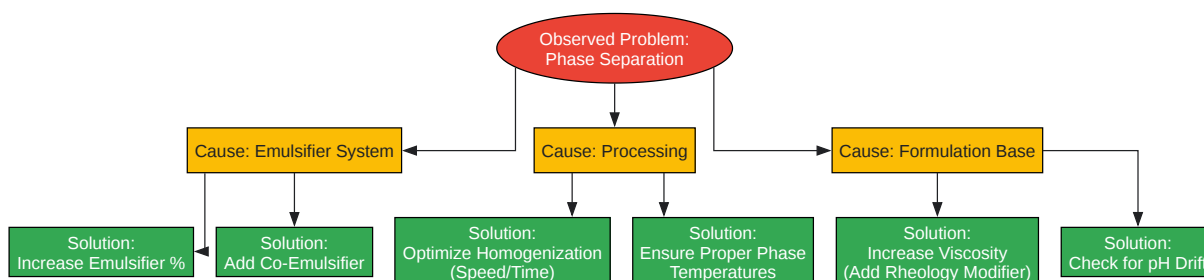 Observed Problem:
Phase Separation
Cause: Emulsifier System
Cause: Processing
Cause: Formulation Base
Solution:
Increase Emulsifier %
Solution:
Add Co-Emulsifier
Solution:
Optimize Homogenization
(Speed/Time)
Solution:
Ensure Proper Phase
Temperatures
Solution:
Increase Viscosity
(Add Rheology Modifier)
Solution:
Check for pH Drift